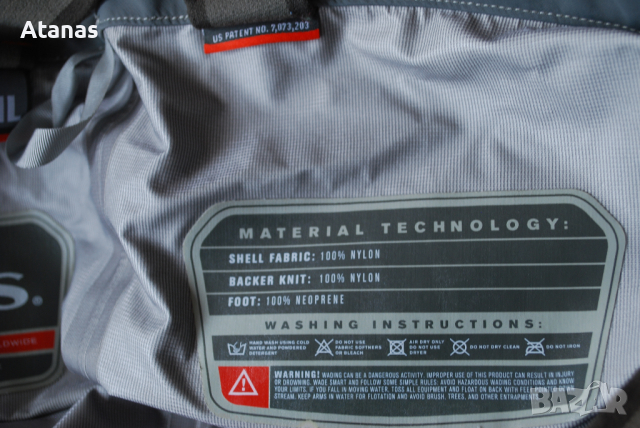 Atanas
US PATENT NO. 7,073,203
S.
MATERIAL TECHNOLOGY:
SHELL FABRIC: 100% NYLON
BACKER KNIT: 100% NYLON
FOOT: 100% NEOPRENE
WASHING INSTRUCTIONS:
HAND WASH USING COLD
WATER AND POWDERED
DETERGENT
DO NOT USE
FABRIC SOFTNERS
OR BLEACH
AIR DRY ONLY
DO NOT USE
DRYER
DO NOT DRY CLEAN
DO NOT IRON
WARNING! WADING CAN BE A DANGEROUS ACTIVITY. IMPROPER USE OF THIS PRODUCT CAN RESULT IN INJURY
OR DROWNING. WADE SMART AND FOLLOW SOME SIMPLE RULES: AVOID HAZARDOUS WADING CONDITIONS AND KNOW
YOUR LIMITS. IF YOU FALL IN MOVING WATER, TOSS ALL EQUIPMENT AND FLOAT ON BACK WITH FEET POINTED DOWN
STREAM. KEEP ARMS IN WATER FOR FLOTATION AND AVOID BRUSH, TREES, AND OTHER ENTRAPMENTS
BAZAR